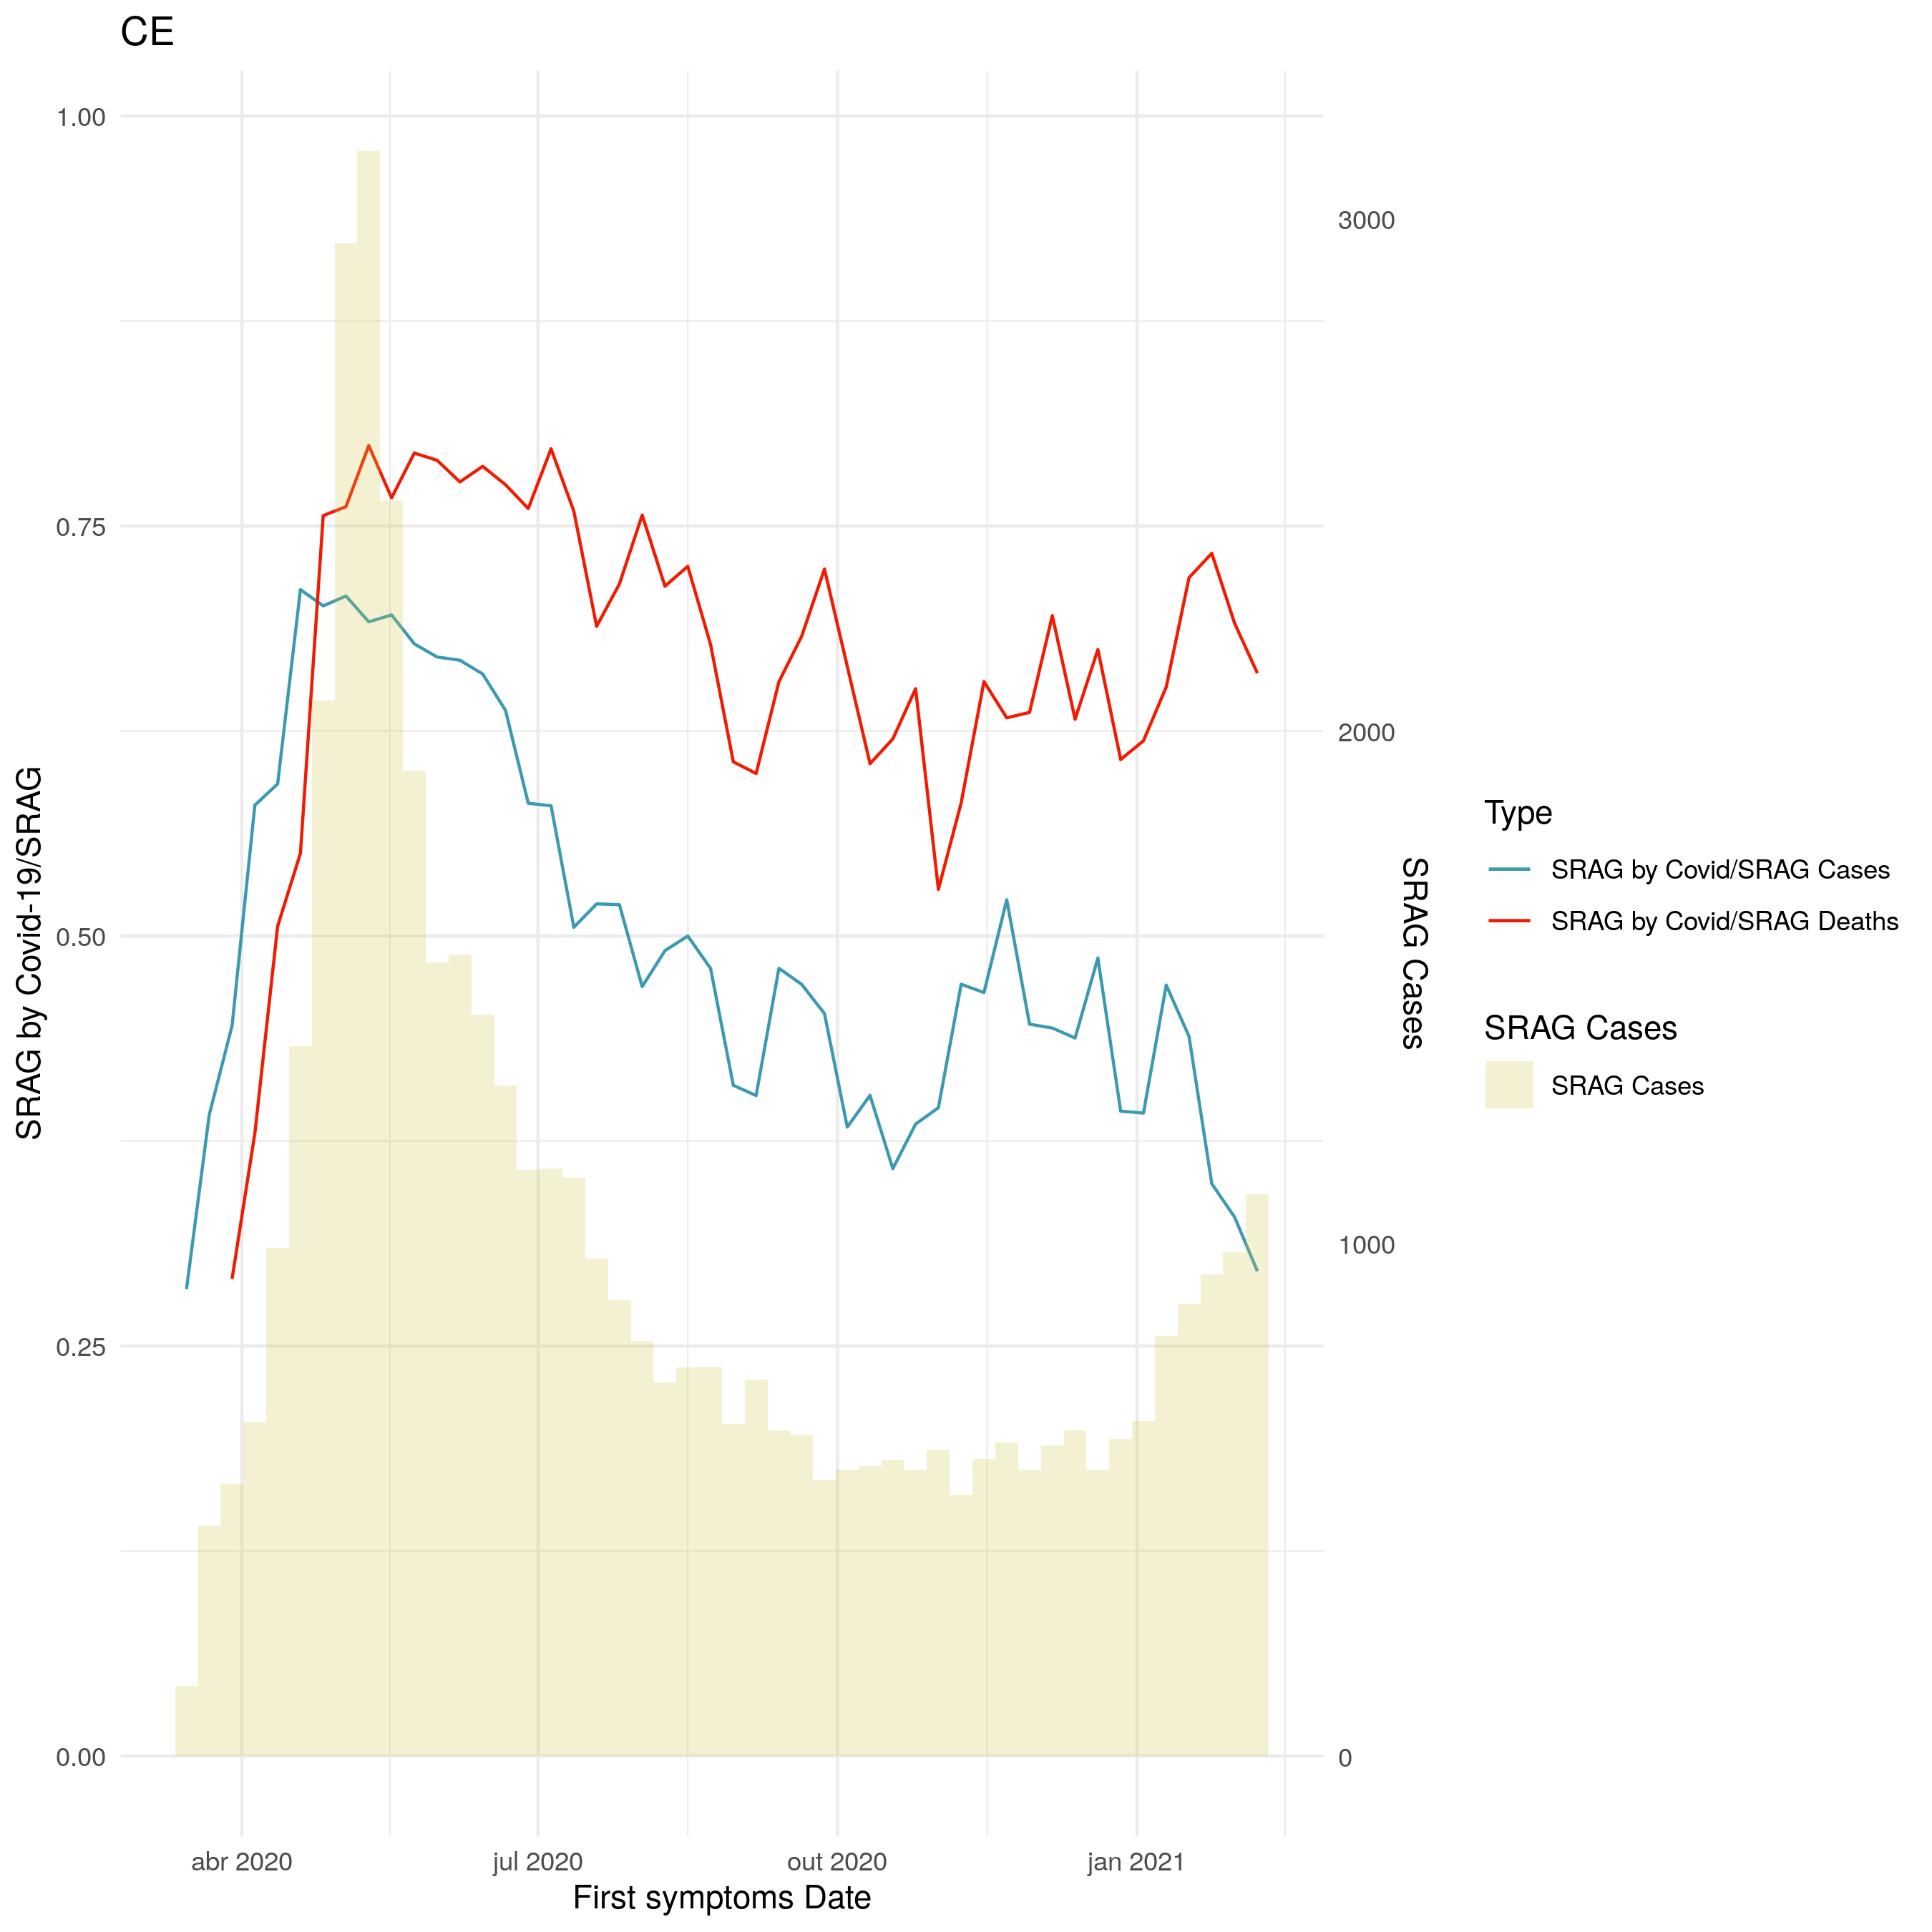 CE
1.00
0.75
0.50
0.25
0.00
SRAG by Covid-19/SRAG
3000
2000
1000
0
SRAG Cases
abr 2020
jul 2020
out 2020
jan 2021
First symptoms Date
Type
SRAG by Covid/SRAG Cases
SRAG by Covid/SRAG Deaths
SRAG Cases
SRAG Cases